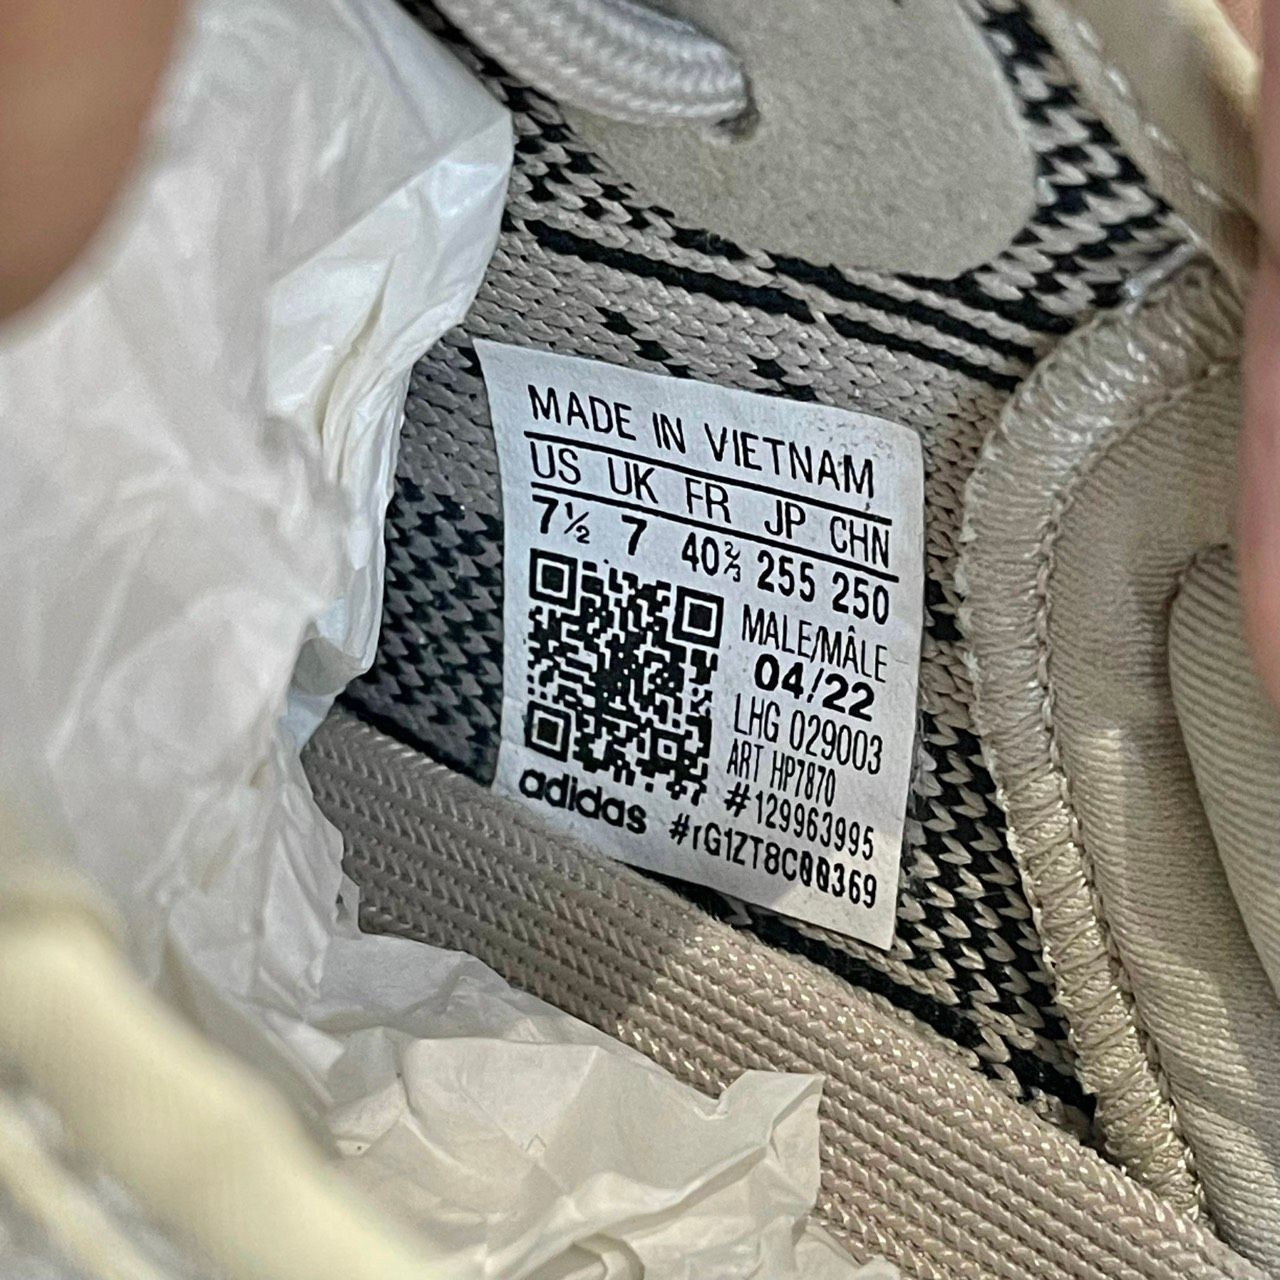 MADE IN VIETNAM
US UK FR JP CHN
7½ 7 40⅔ 255 250
MALE/MÂLE
04/22
LHG 029003
ART HP7870
#129963995
adidas #rG1ZT8C00369